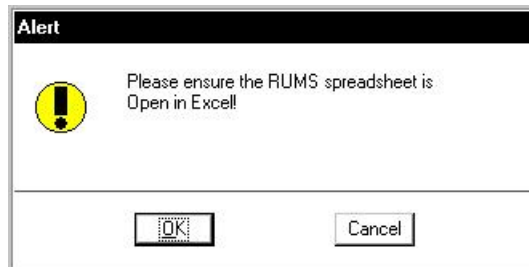 Alert
Please ensure the RUMS spreadsheet is
Open in Excel!
OK
Cancel